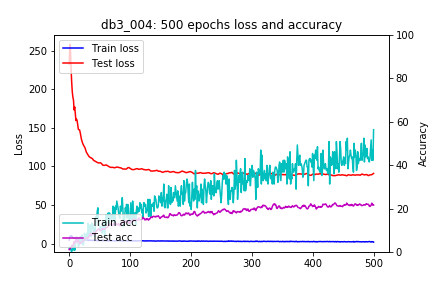 db3_004: 500 epochs loss and accuracy
Train loss
Test loss
Train acc
Test acc
Loss
Accuracy
250
200
150
100
50
0
100
80
60
40
20
0
0
100
200
300
400
500